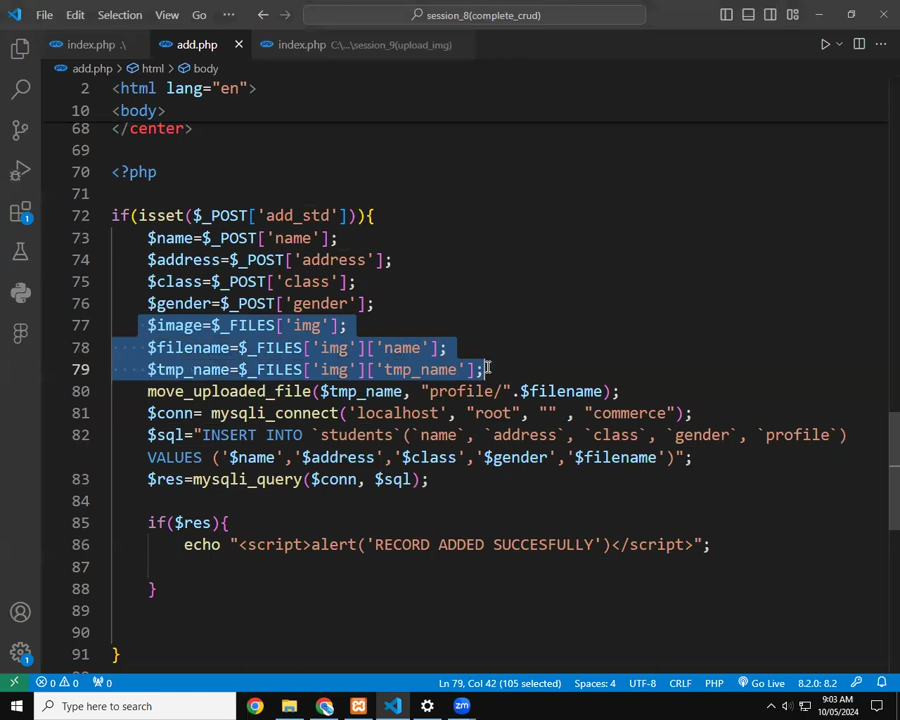 File Edit Selection View Go ··· session_8(complete_crud)
index.php .\ add.php index.php C:\...\session_9(upload_img)
add.php > html > body
2 <html lang="en">
10 <body>
68 </center>
69
70 <?php
71
72 if(isset($_POST['add_std'])){
73 $name=$_POST['name'];
74 $address=$_POST['address'];
75 $class=$_POST['class'];
76 $gender=$_POST['gender'];
77 $image=$_FILES['img'];
78 $filename=$_FILES['img']['name'];
79 $tmp_name=$_FILES['img']['tmp_name'];
80 move_uploaded_file($tmp_name, "profile/".$filename);
81 $conn= mysqli_connect('localhost', "root", "" , "commerce");
82 $sql="INSERT INTO `students`(`name`, `address`, `class`, `gender`, `profile`)
VALUES ('$name','$address','$class','$gender','$filename')";
83 $res=mysqli_query($conn, $sql);
84
85 if($res){
86 echo "<script>alert('RECORD ADDED SUCCESFULLY')</script>";
87
88 }
89
90
91 }
1
1
0 0 0 Ln 79, Col 42 (105 selected) Spaces: 4 UTF-8 CRLF PHP Go Live 8.2.0: 8.2
Type here to search
9:03 AM
10/05/2024